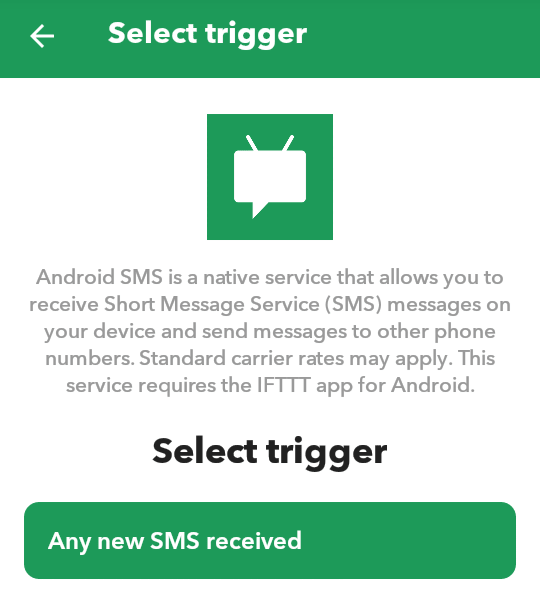 Select trigger
Android SMS is a native service that allows you to
receive Short Message Service (SMS) messages on
your device and send messages to other phone
numbers. Standard carrier rates may apply. This
service requires the IFTTT app for Android.
Select trigger
Any new SMS received